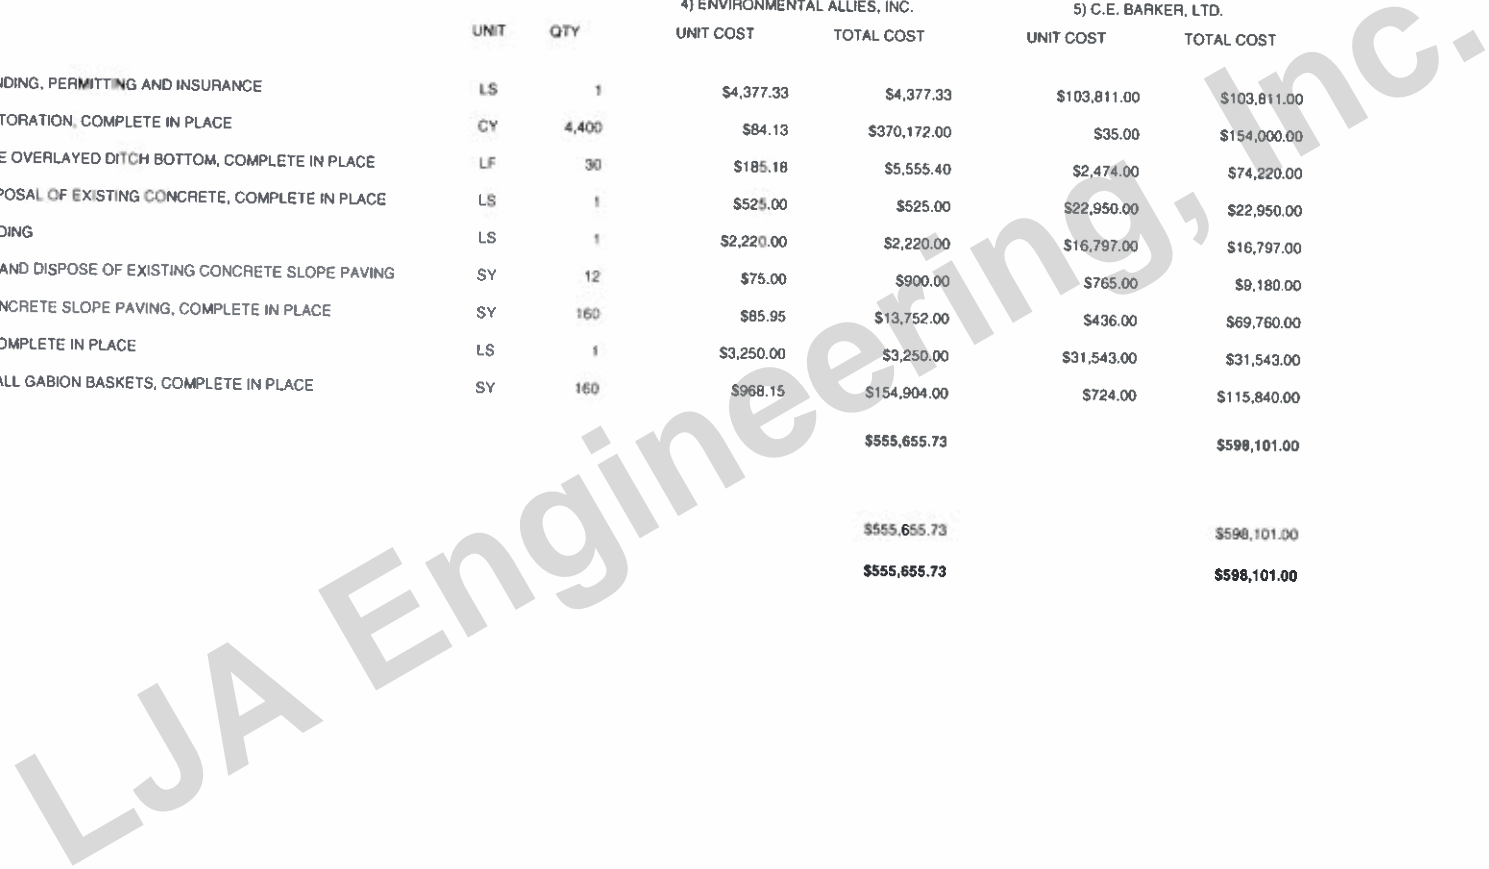 4) ENVIRONMENTAL ALLIES, INC. 5) C.E. BARKER, LTD.
UNIT QTY UNIT COST TOTAL COST UNIT COST TOTAL COST
NDING, PERMITTING AND INSURANCE LS 1 $4,377.33 $4,377.33 $103,811.00 $103,811.00
TORATION, COMPLETE IN PLACE CY 4,400 $84.13 $370,172.00 $35.00 $154,000.00
E OVERLAYED DITCH BOTTOM, COMPLETE IN PLACE LF 30 $185.18 $5,555.40 $2,474.00 $74,220.00
POSAL OF EXISTING CONCRETE, COMPLETE IN PLACE LS 1 $525.00 $525.00 $22,950.00 $22,950.00
DING LS 1 $2,220.00 $2,220.00 $16,797.00 $16,797.00
AND DISPOSE OF EXISTING CONCRETE SLOPE PAVING SY 12 $75.00 $900.00 $765.00 $9,180.00
NCRETE SLOPE PAVING, COMPLETE IN PLACE SY 160 $85.95 $13,752.00 $436.00 $69,760.00
OMPLETE IN PLACE LS 1 $3,250.00 $3,250.00 $31,543.00 $31,543.00
ALL GABION BASKETS, COMPLETE IN PLACE SY 160 $968.15 $154,904.00 $724.00 $115,840.00
$555,655.73 $598,101.00
$555,655.73 $598,101.00
$555,655.73 $598,101.00
LJA Engineering, Inc.